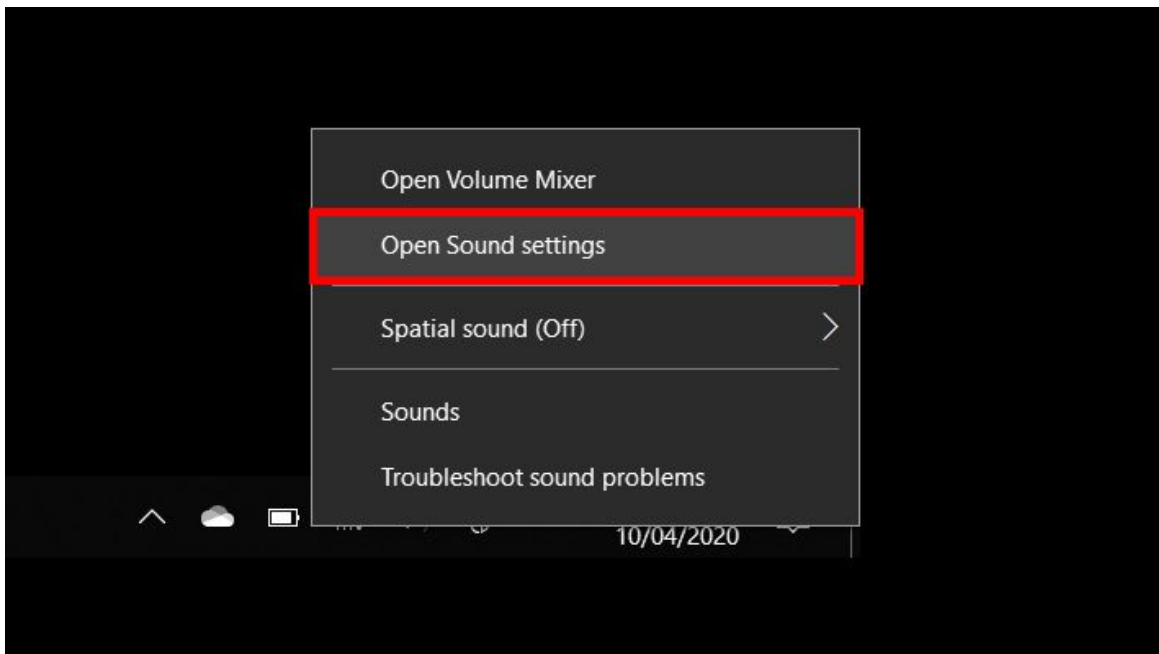 Open Volume Mixer
Open Sound settings
Spatial sound (Off)
Sounds
Troubleshoot sound problems
10/04/2020